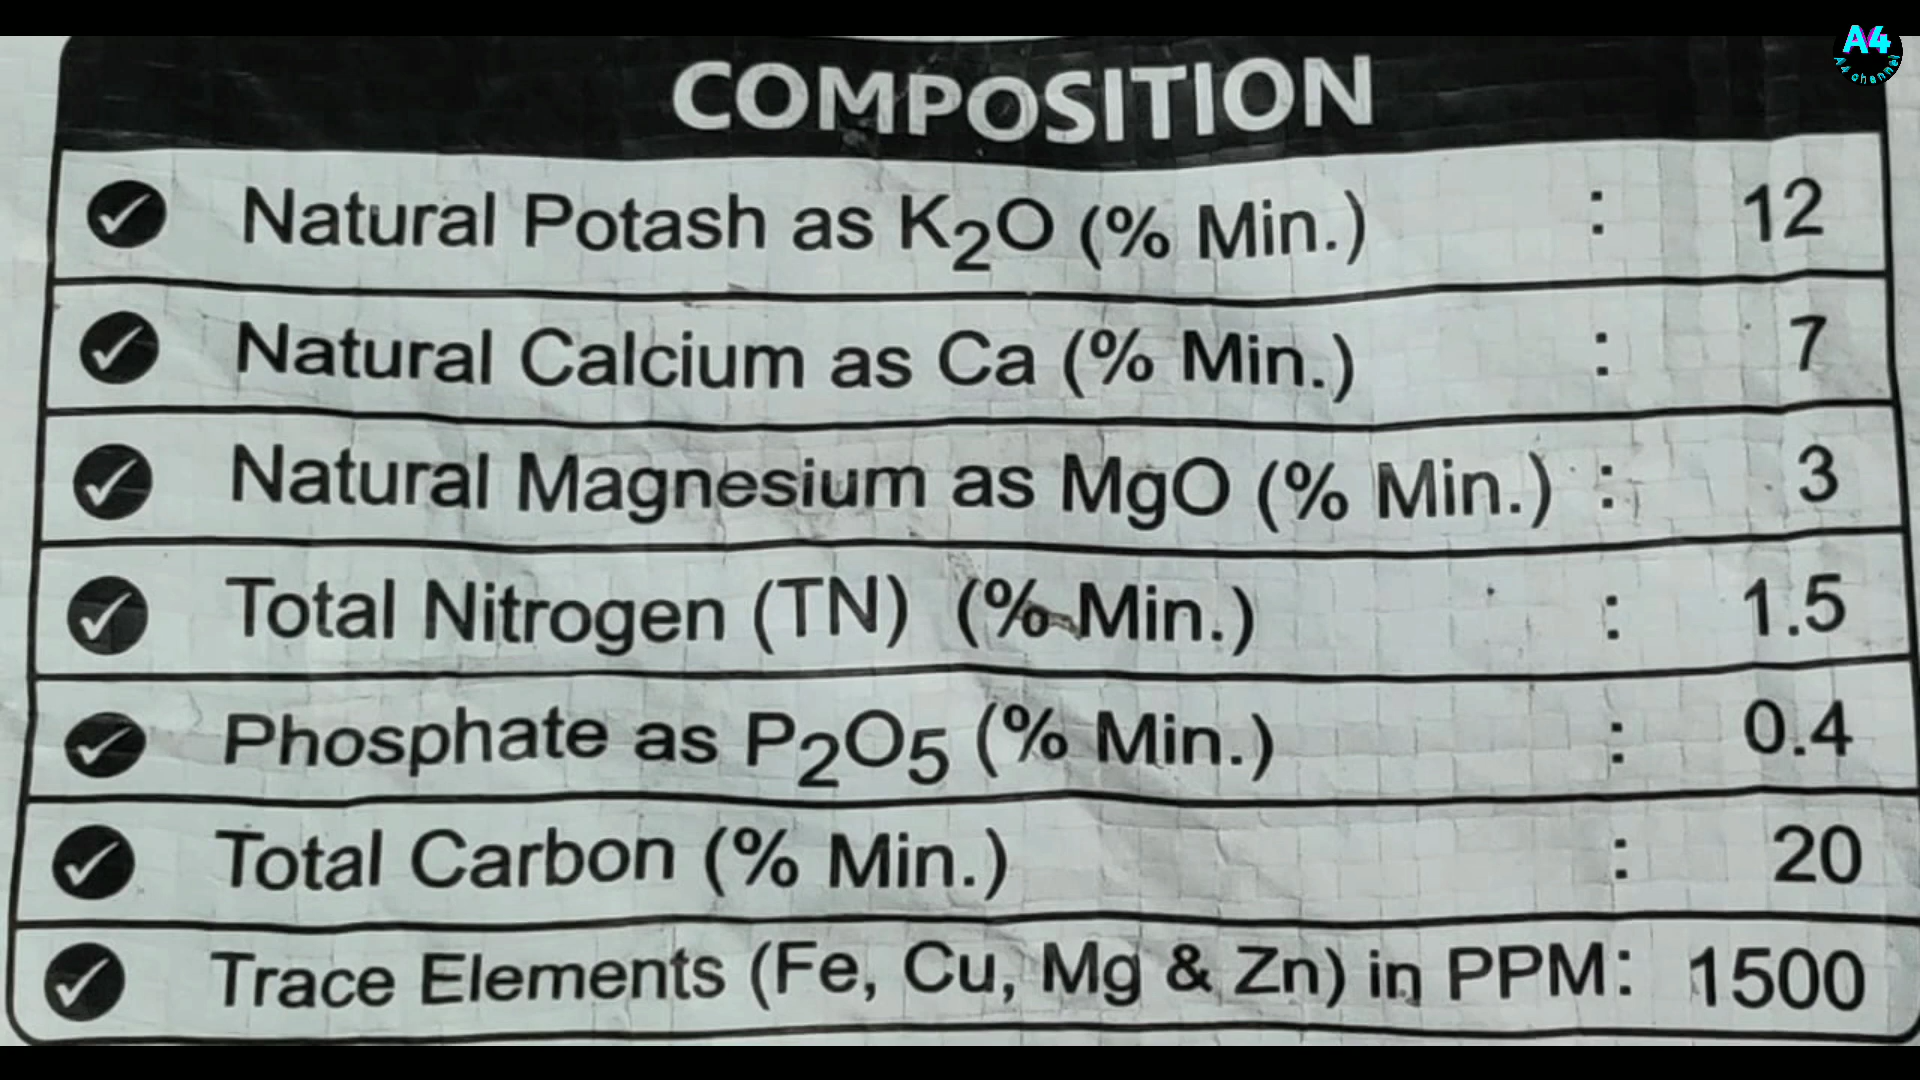 A4
A4 channel
COMPOSITION
Natural Potash as K2O (% Min.) : 12
Natural Calcium as Ca (% Min.) : 7
Natural Magnesium as MgO (% Min.) : 3
Total Nitrogen (TN) (% Min.) : 1.5
Phosphate as P2O5 (% Min.) : 0.4
Total Carbon (% Min.) : 20
Trace Elements (Fe, Cu, Mg & Zn) in PPM: 1500